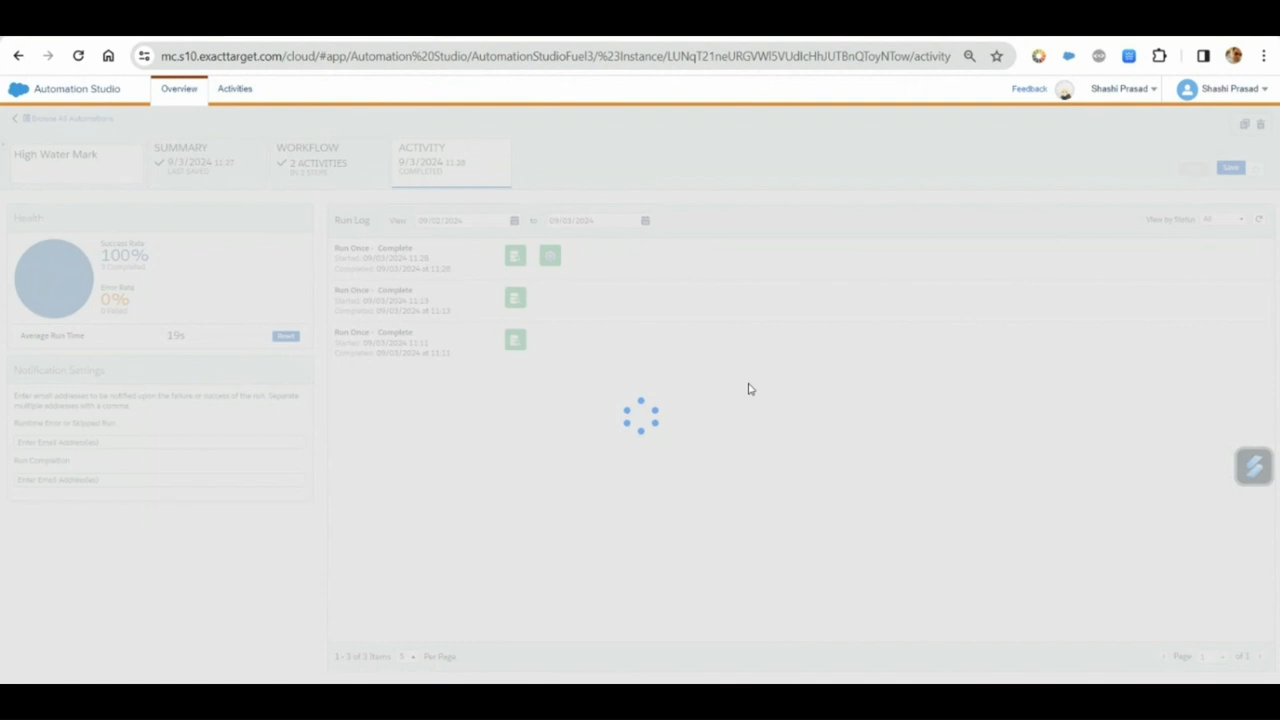 mc.s10.exacttarget.com/cloud/#app/Automation%20Studio/AutomationStudioFuel3/%23Instance/LUNqT21neURGVWI5VUdIcHhJUTBnQToyNTow/activity
Automation Studio
Overview
Activities
Feedback
Shashi Prasad
Shashi Prasad
Browse All Automations
High Water Mark
SUMMARY
9/3/2024 11:27
LAST SAVED
WORKFLOW
2 ACTIVITIES
IN 2 STEPS
ACTIVITY
9/3/2024 11:28
COMPLETED
Save
Health
Success Rate
100%
3 Completed
Error Rate
0%
0 Failed
Average Run Time 19s
Reset
Notification Settings
Enter email addresses to be notified upon the failure or success of the run. Separate
multiple addresses with a comma.
Runtime Error or Skipped Run
Enter Email Address(es)
Run Completion
Enter Email Address(es)
Run Log View 09/02/2024 to 09/03/2024
View by Status All
Run Once - Complete
Started: 09/03/2024 11:28
Completed: 09/03/2024 at 11:28
Run Once - Complete
Started: 09/03/2024 11:13
Completed: 09/03/2024 at 11:13
Run Once - Complete
Started: 09/03/2024 11:11
Completed: 09/03/2024 at 11:11
1 - 3 of 3 Items 5 Per Page
Page 1 of 1